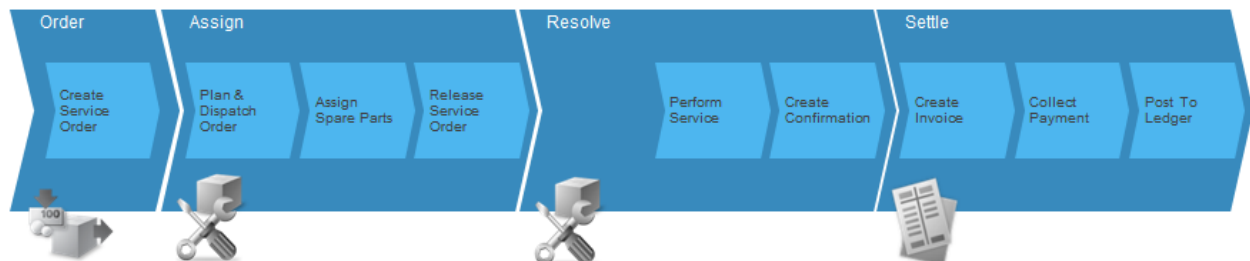 Order
Assign
Resolve
Settle
Create
Service
Order
Plan &
Dispatch
Order
Assign
Spare Parts
Release
Service
Order
Perform
Service
Create
Confirmation
Create
Invoice
Collect
Payment
Post To
Ledger
100